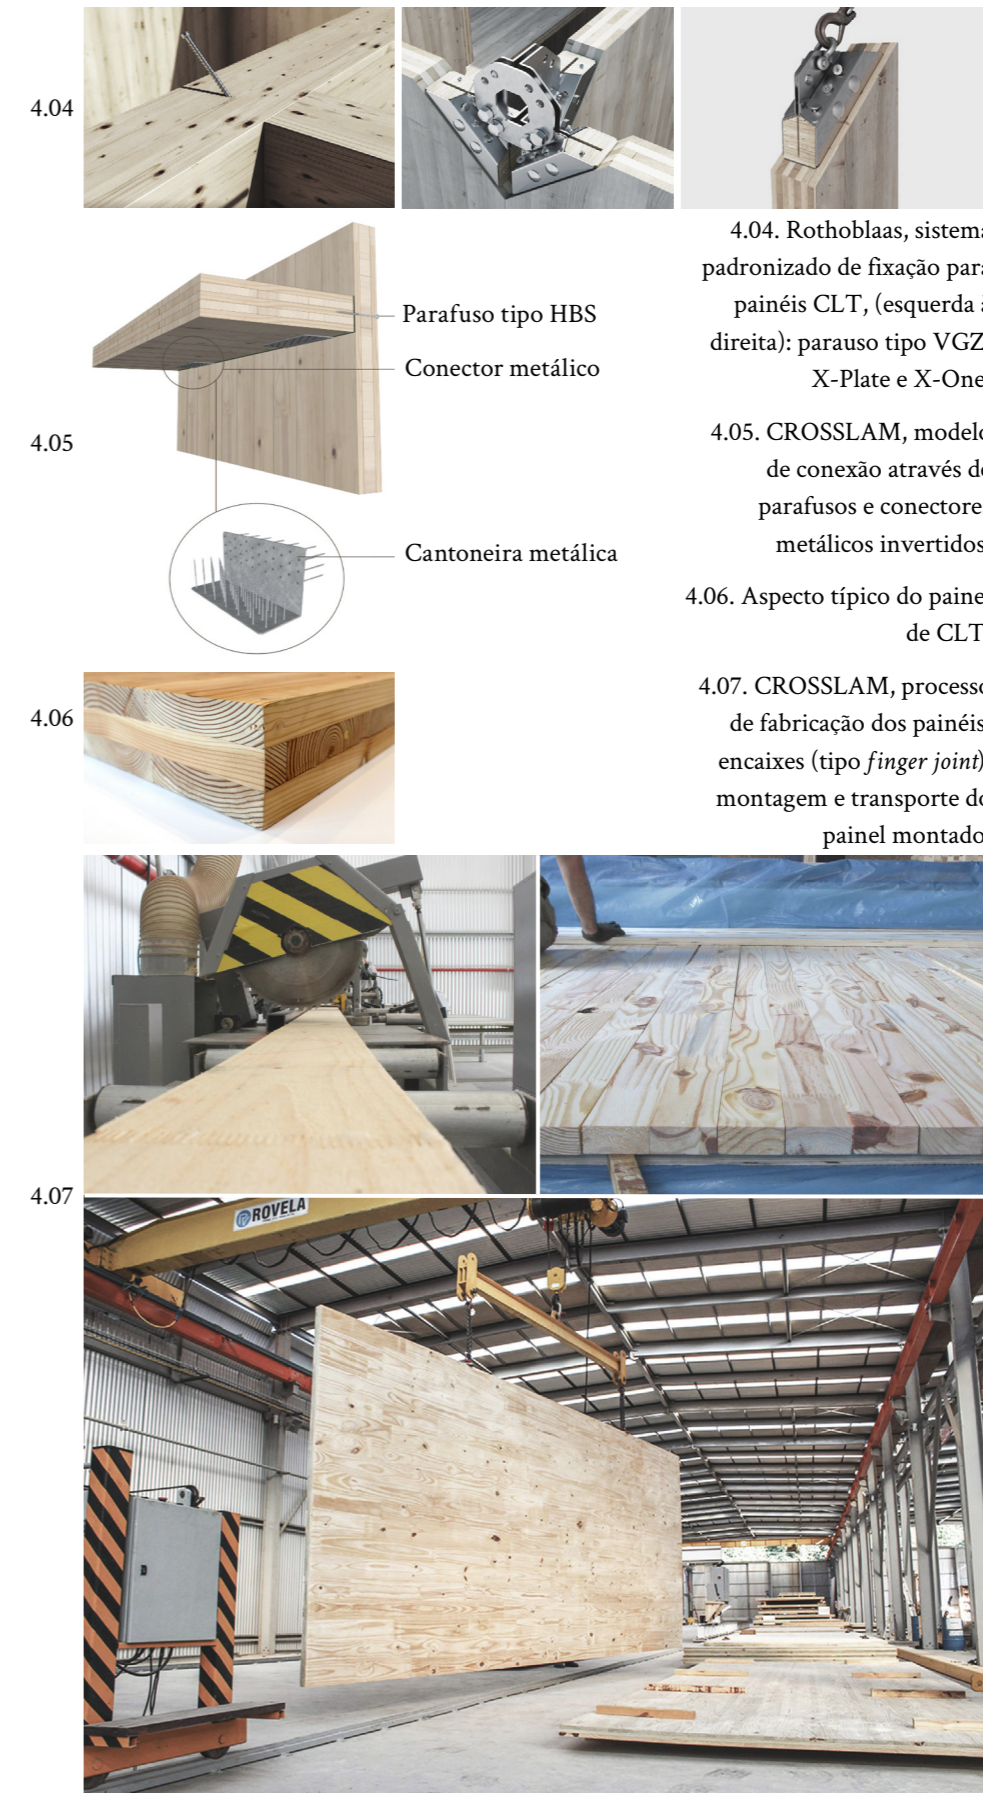 4.04
4.04. Rothoblaas, sistema
padronizado de fixação para
painéis CLT, (esquerda à
direita): parauso tipo VGZ,
X-Plate e X-One
Parafuso tipo HBS
Conector metálico
4.05
Cantoneira metálica
4.05. CROSSLAM, modelo
de conexão através de
parafusos e conectore
metálicos invertidos
4.06. Aspecto típico do paine
de CLT
4.06
4.07. CROSSLAM, processo
de fabricação dos painéis,
encaixes (tipo finger joint)
montagem e transporte do
painel montado
4.07
ROVELA